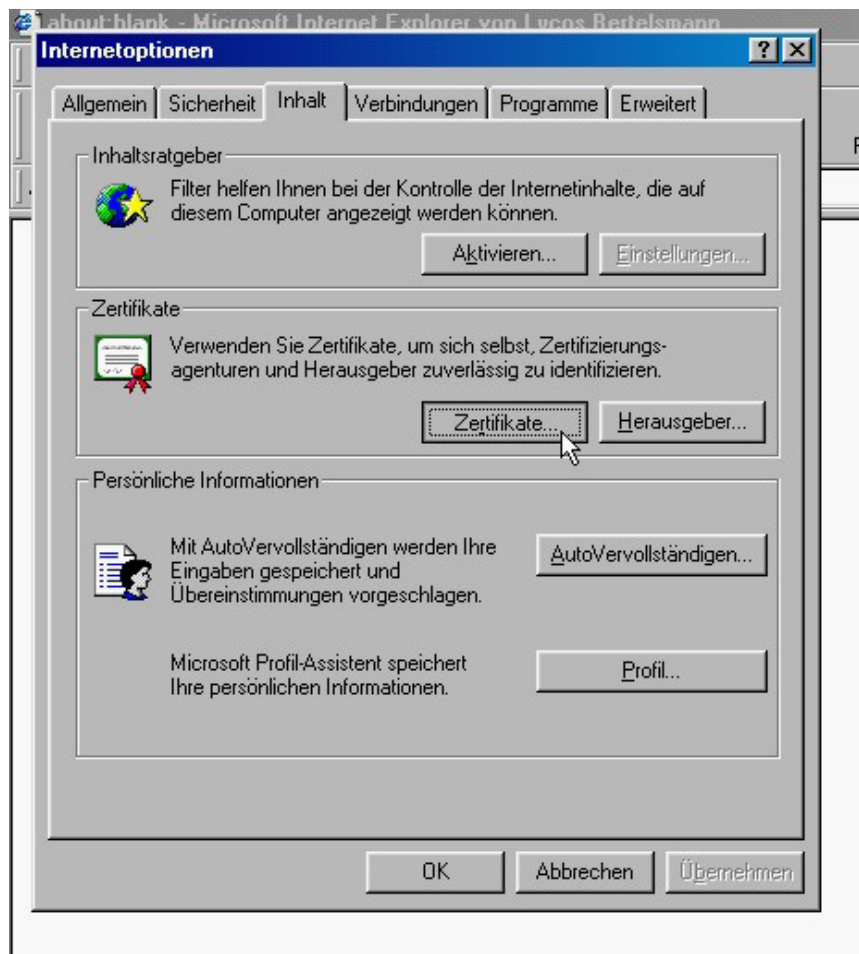 about:blank - Microsoft Internet Explorer von Lycos Bertelsmann
Internetoptionen
Allgemein Sicherheit Inhalt Verbindungen Programme Erweitert
Inhaltsratgeber
Filter helfen Ihnen bei der Kontrolle der Internetinhalte, die auf
diesem Computer angezeigt werden können.
Aktivieren... Einstellungen...
Zertifikate
Verwenden Sie Zertifikate, um sich selbst, Zertifizierungs-
agenturen und Herausgeber zuverlässig zu identifizieren.
Zertifikate... Herausgeber...
Persönliche Informationen
Mit AutoVervollständigen werden Ihre
Eingaben gespeichert und
Übereinstimmungen vorgeschlagen.
AutoVervollständigen...
Microsoft Profil-Assistent speichert
Ihre persönlichen Informationen.
Profil...
OK Abbrechen Übernehmen